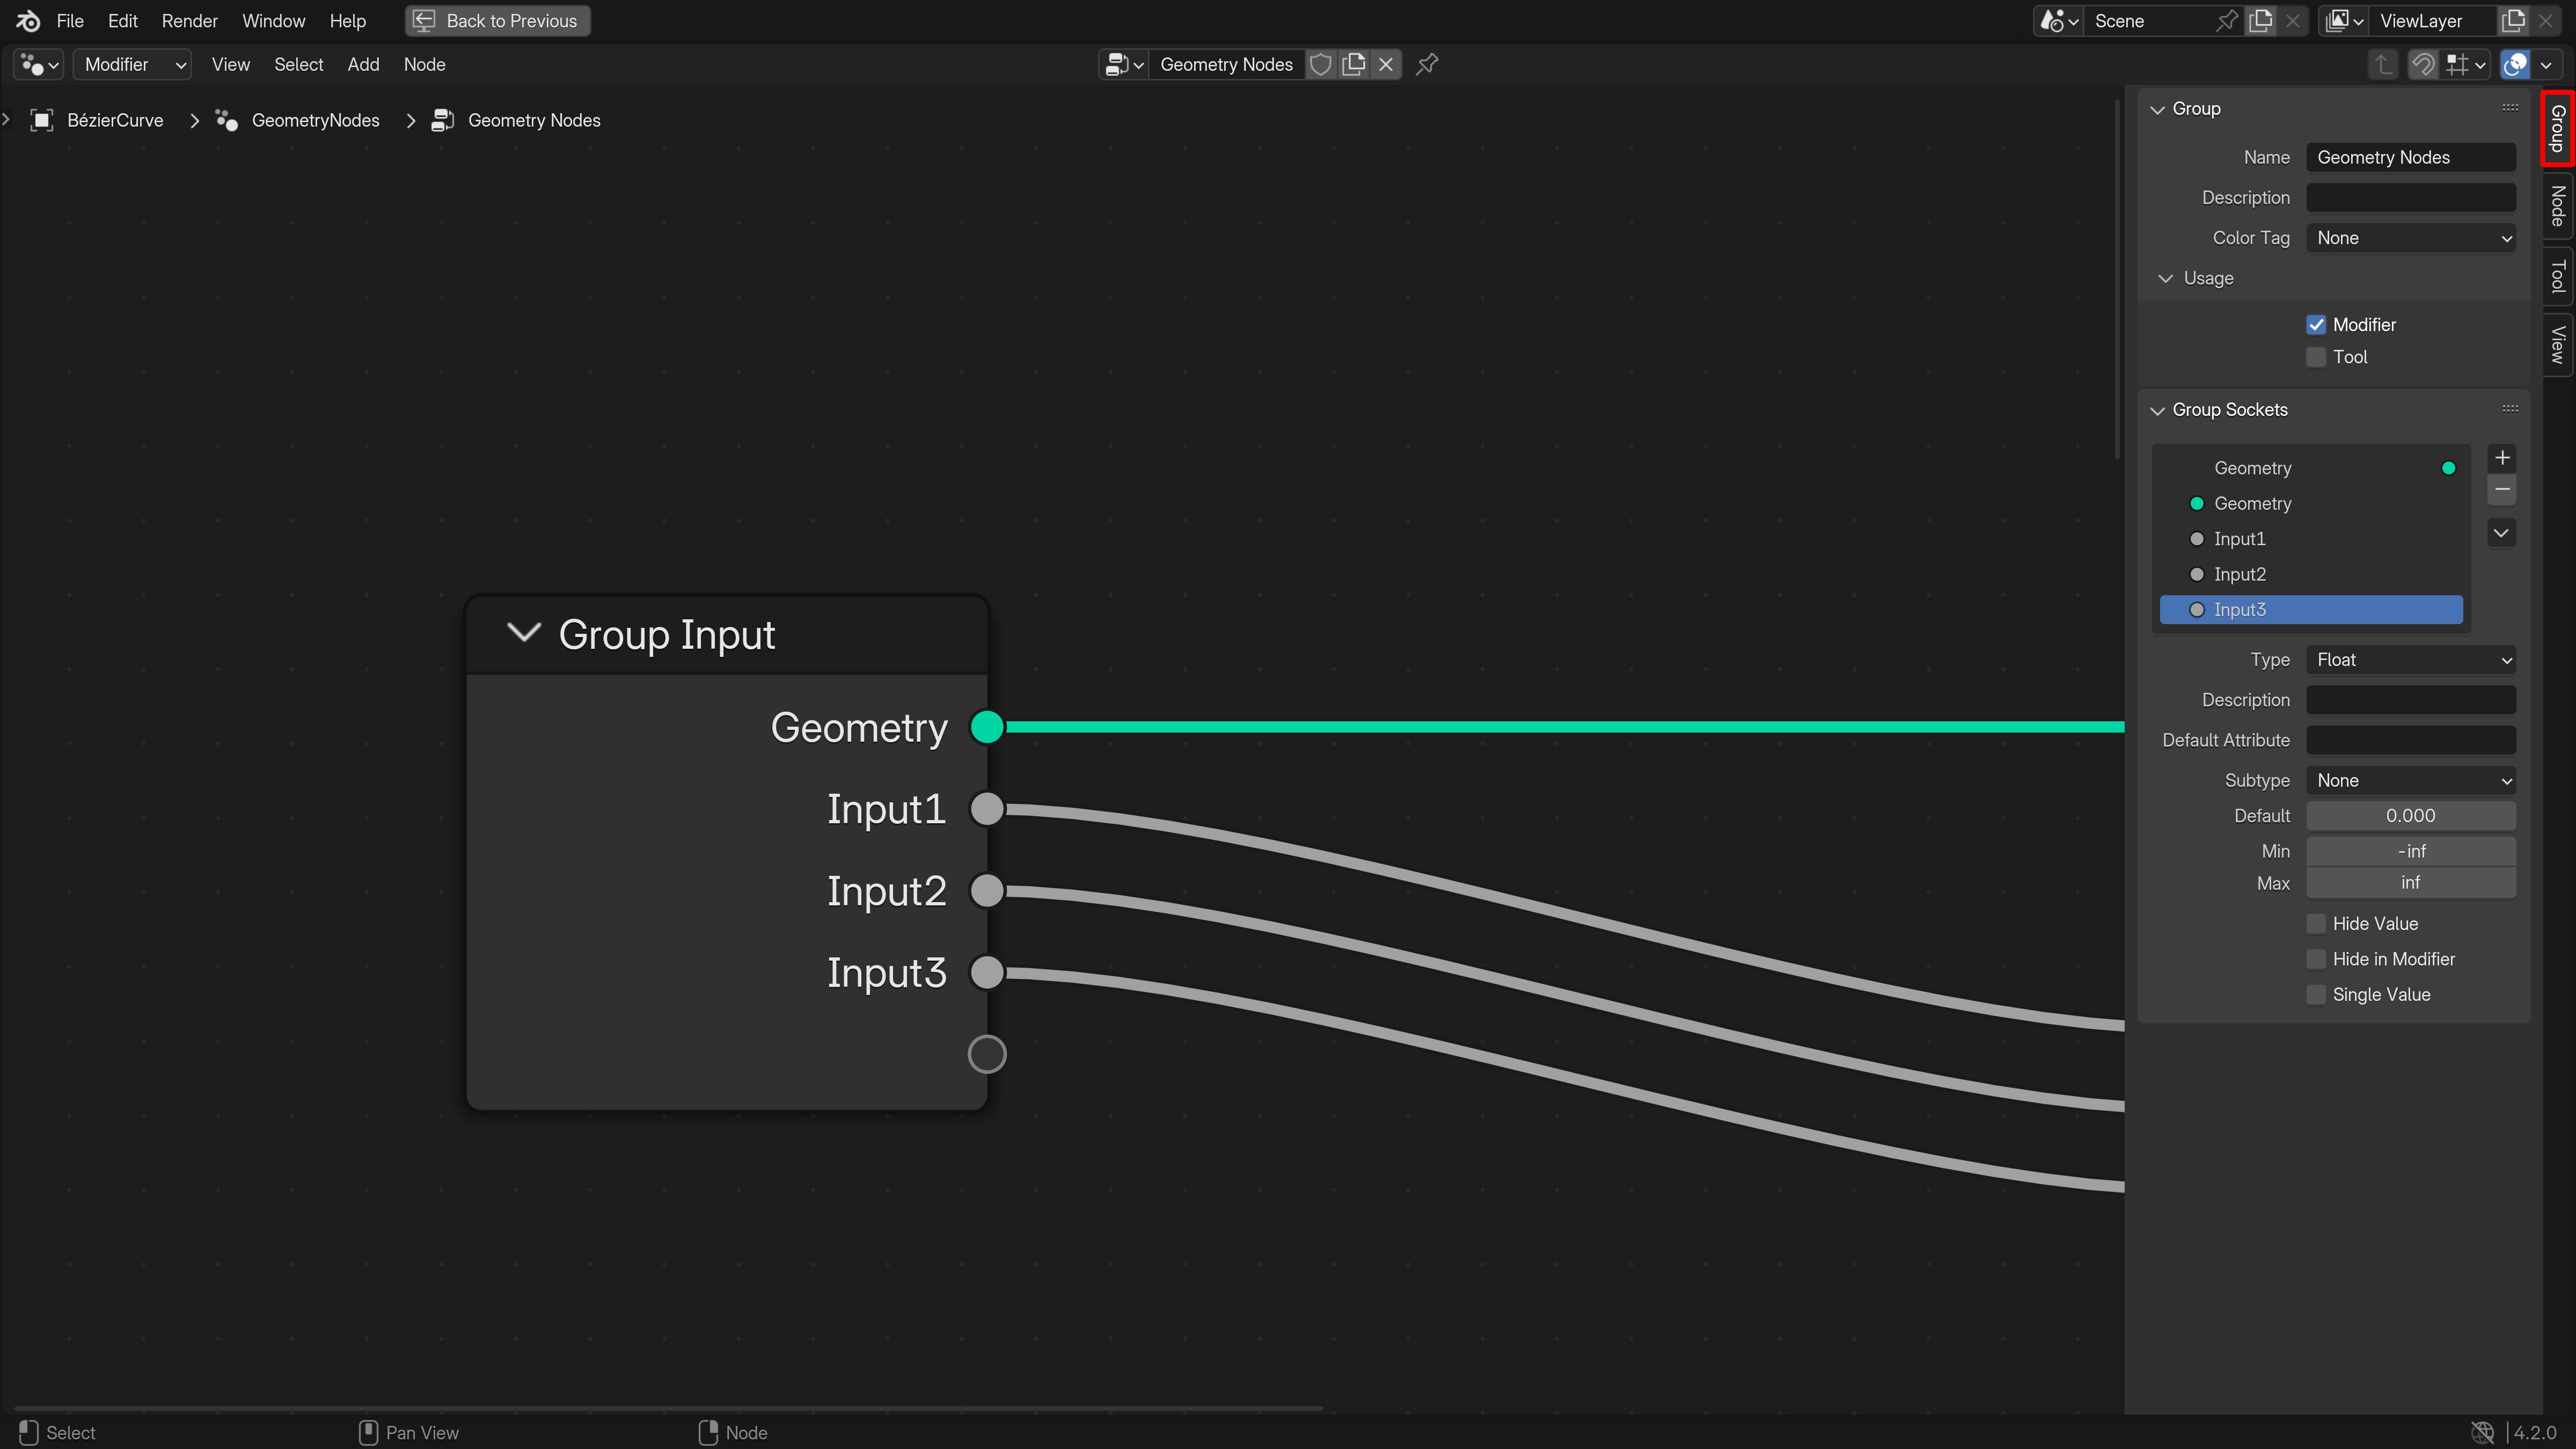 File Edit Render Window Help Back to Previous Scene ViewLayer
Modifier View Select Add Node Geometry Nodes
BézierCurve GeometryNodes Geometry Nodes
Group
Name Geometry Nodes
Description
Color Tag None
Usage
Modifier
Tool
Group
Node
Tool
View
Group Sockets
Geometry
Geometry
Input1
Input2
Input3
Type Float
Description
Default Attribute
Subtype None
Default 0.000
Min -inf
Max inf
Hide Value
Hide in Modifier
Single Value
Group Input
Geometry
Input1
Input2
Input3
Select Pan View Node 4.2.0